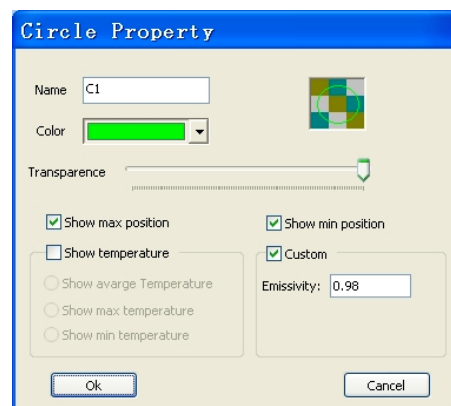 Circle Property
Name C1
Color
Transparence
Show max position
Show min position
Show temperature
Custom
Show avarge Temperature
Emissivity: 0.98
Show max temperature
Show min temperature
Ok
Cancel